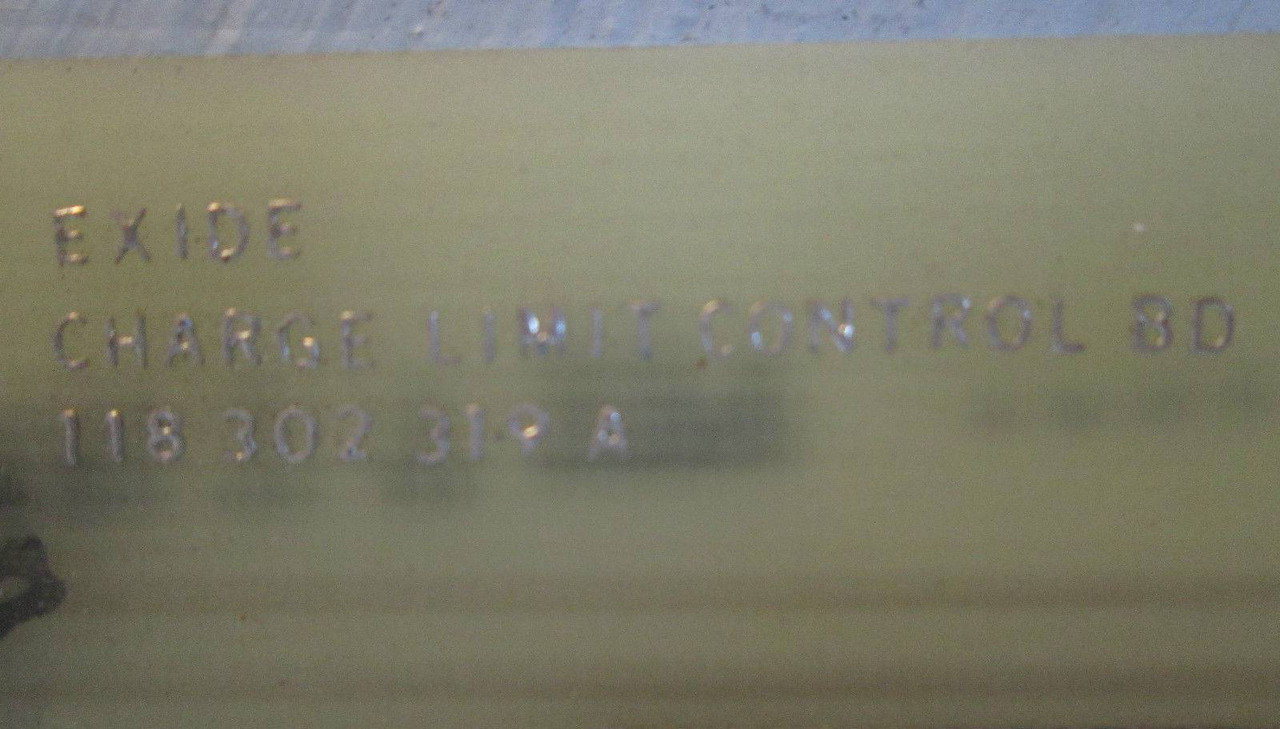 EXIDE
CHARGE LIMIT CONTROL BD
118 302 319 A